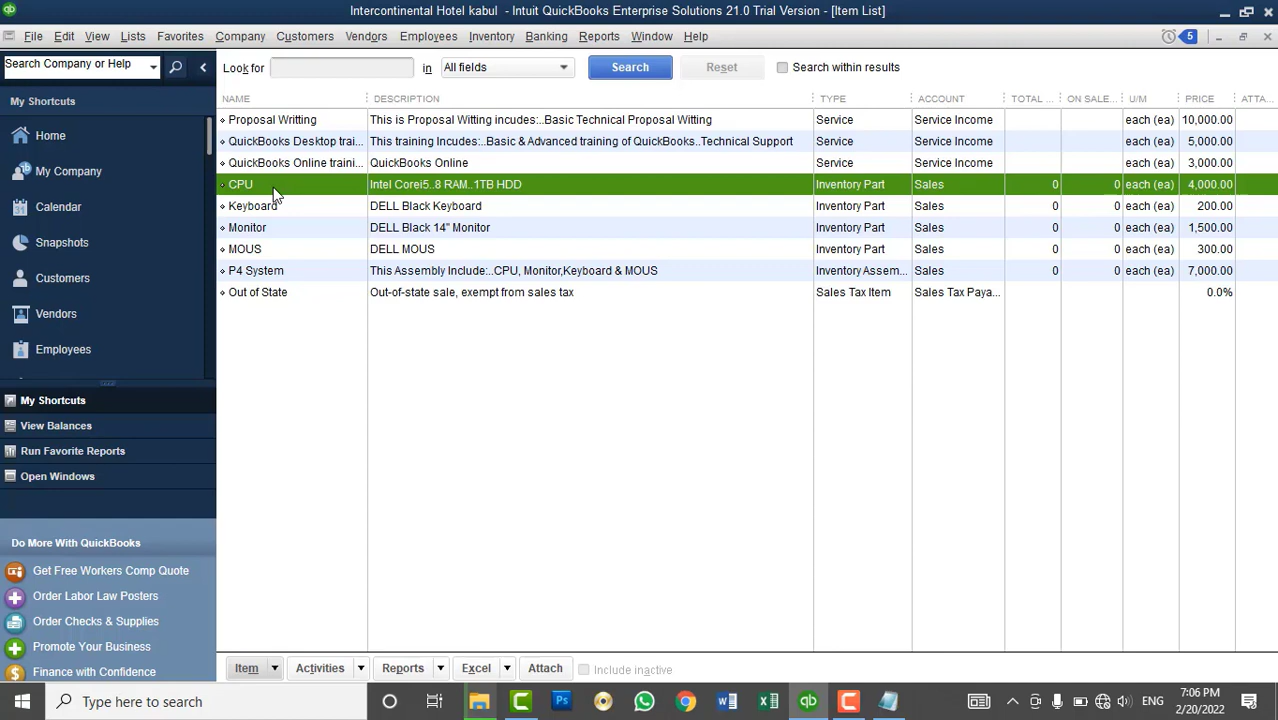 Intercontinental Hotel kabul - Intuit QuickBooks Enterprise Solutions 21.0 Trial Version - [Item List]
File Edit View Lists Favorites Company Customers Vendors Employees Inventory Banking Reports Window Help 5
Search Company or Help
Look for in All fields Search Reset Search within results
My Shortcuts
Home
My Company
Calendar
Snapshots
Customers
Vendors
Employees
My Shortcuts
View Balances
Run Favorite Reports
Open Windows
Do More With QuickBooks
Get Free Workers Comp Quote
Order Labor Law Posters
Order Checks & Supplies
Promote Your Business
Finance with Confidence
NAME DESCRIPTION TYPE ACCOUNT TOTAL ... ON SALE... U/M PRICE ATTA...
Proposal Writting This is Proposal Witting incudes:..Basic Technical Proposal Witting Service Service Income each (ea) 10,000.00
QuickBooks Desktop trai... This training Incudes:..Basic & Advanced training of QuickBooks..Technical Support Service Service Income each (ea) 5,000.00
QuickBooks Online traini... QuickBooks Online Service Service Income each (ea) 3,000.00
CPU Intel Corei5..8 RAM..1TB HDD Inventory Part Sales 0 0 each (ea) 4,000.00
Keyboard DELL Black Keyboard Inventory Part Sales 0 0 each (ea) 200.00
Monitor DELL Black 14" Monitor Inventory Part Sales 0 0 each (ea) 1,500.00
MOUS DELL MOUS Inventory Part Sales 0 0 each (ea) 300.00
P4 System This Assembly Include:..CPU, Monitor,Keyboard & MOUS Inventory Assem... Sales 0 0 each (ea) 7,000.00
Out of State Out-of-state sale, exempt from sales tax Sales Tax Item Sales Tax Paya... 0.0%
Item Activities Reports Excel Attach Include inactive
Type here to search
ENG
7:06 PM
2/20/2022